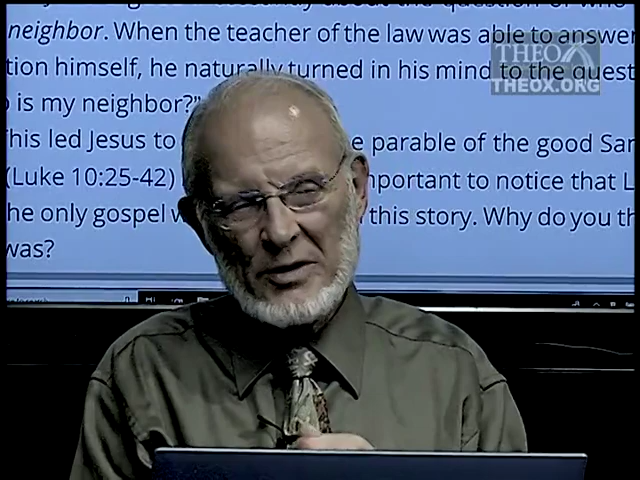 neighbor. When the teacher of the law was able to answer
tion himself, he naturally turned in his mind to the quest
is my neighbor?"
This led Jesus to e parable of the good Sar
(Luke 10:25-42) mportant to notice that L
he only gospel this story. Why do you th
was?
THEO
THEOX.ORG